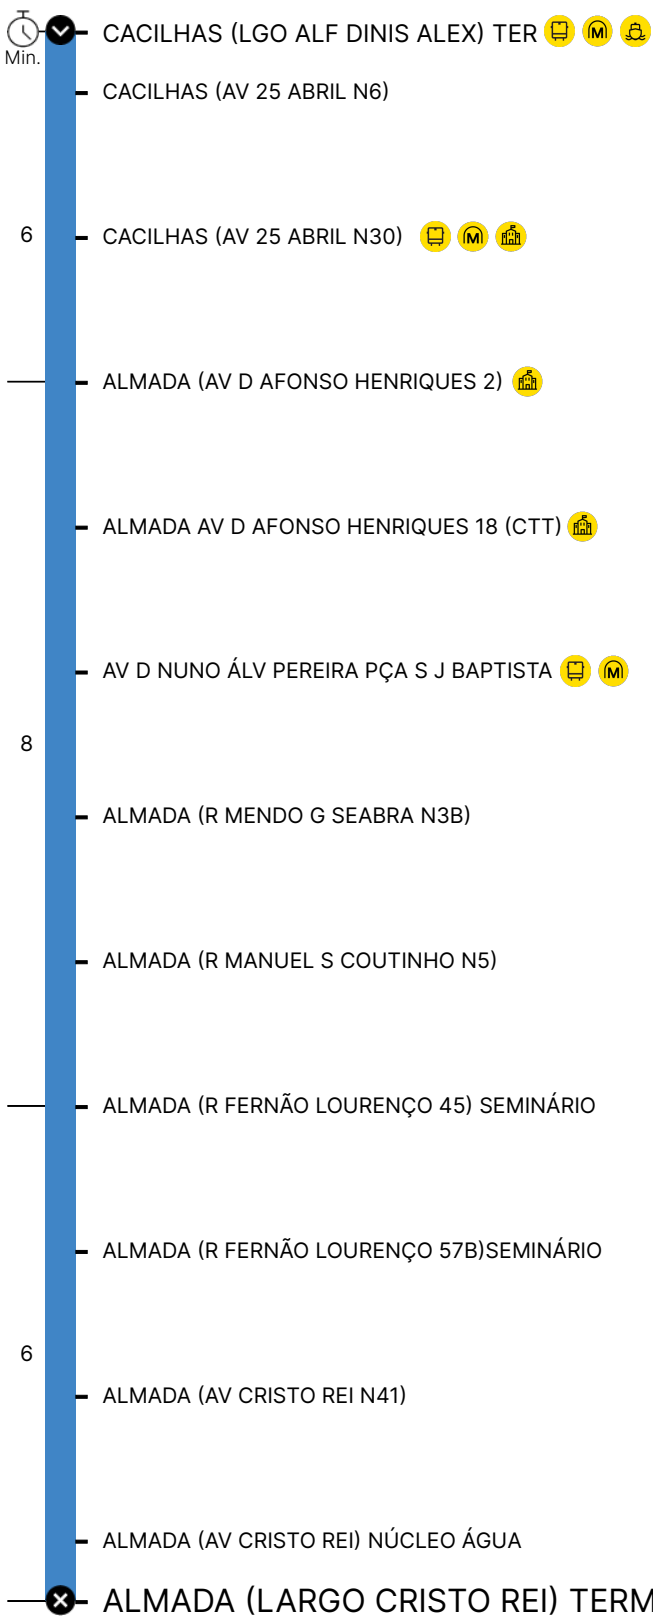 CACILHAS (LGO ALF DINIS ALEX) TER
Min.
CACILHAS (AV 25 ABRIL N6)
6
CACILHAS (AV 25 ABRIL N30)
ALMADA (AV D AFONSO HENRIQUES 2)
ALMADA AV D AFONSO HENRIQUES 18 (CTT)
AV D NUNO ÁLV PEREIRA PÇA S J BAPTISTA
8
ALMADA (R MENDO G SEABRA N3B)
ALMADA (R MANUEL S COUTINHO N5)
ALMADA (R FERNÃO LOURENÇO 45) SEMINÁRIO
ALMADA (R FERNÃO LOURENÇO 57B)SEMINÁRIO
6
ALMADA (AV CRISTO REI N41)
ALMADA (AV CRISTO REI) NÚCLEO ÁGUA
ALMADA (LARGO CRISTO REI) TERM